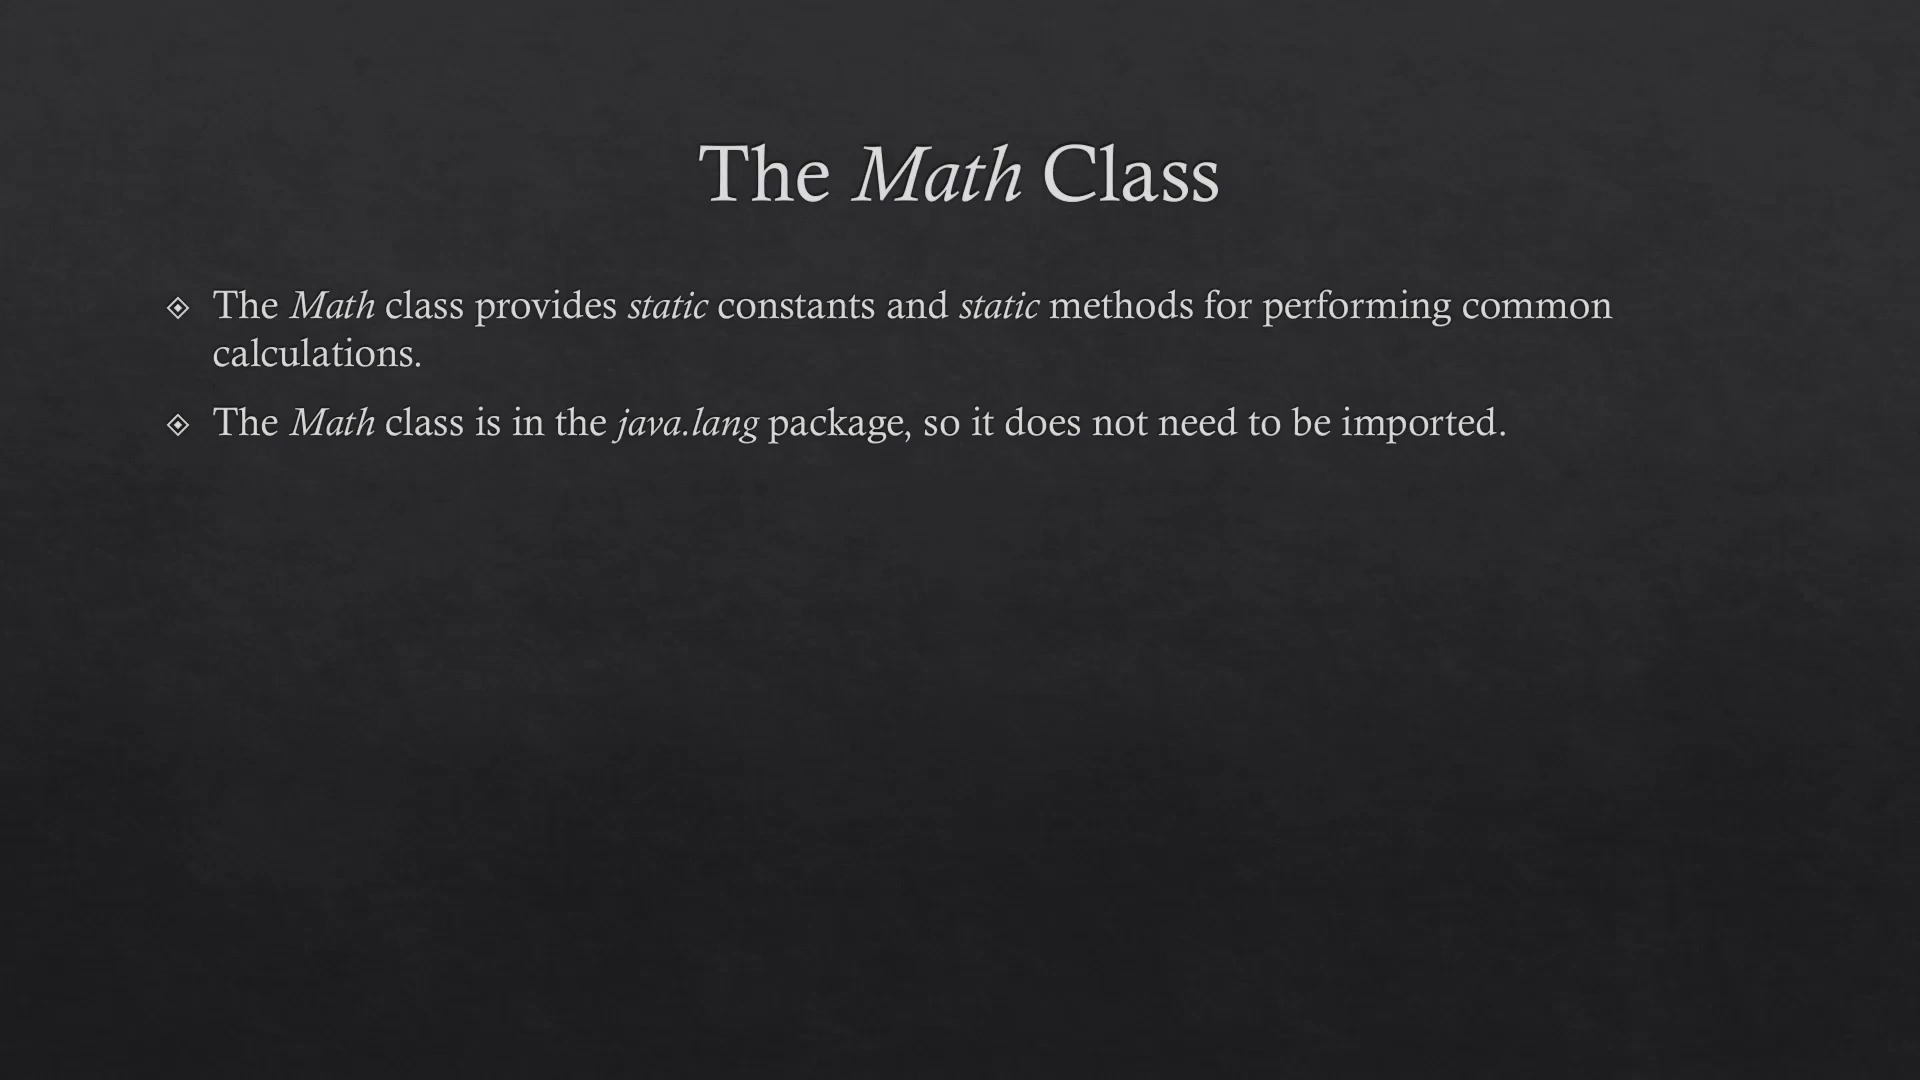 The Math Class
The Math class provides static constants and static methods for performing common
calculations.
The Math class is in the java.lang package, so it does not need to be imported.